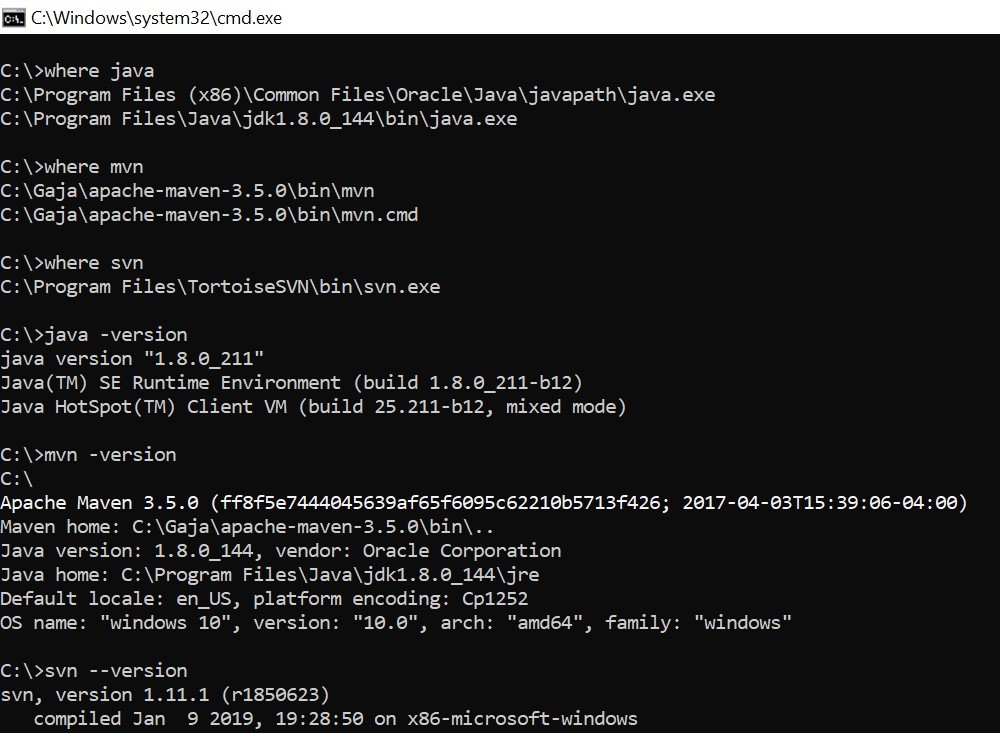 C:\Windows\system32\cmd.exe
C:\>where java
C:\Program Files (x86)\Common Files\Oracle\Java\javapath\java.exe
C:\Program Files\Java\jdk1.8.0_144\bin\java.exe
C:\>where mvn
C:\Gaja\apache-maven-3.5.0\bin\mvn
C:\Gaja\apache-maven-3.5.0\bin\mvn.cmd
C:\>where svn
C:\Program Files\TortoiseSVN\bin\svn.exe
C:\>java -version
java version "1.8.0_211"
Java(TM) SE Runtime Environment (build 1.8.0_211-b12)
Java HotSpot(TM) Client VM (build 25.211-b12, mixed mode)
C:\>mvn -version
C:\
Apache Maven 3.5.0 (ff8f5e7444045639af65f6095c62210b5713f426; 2017-04-03T15:39:06-04:00)
Maven home: C:\Gaja\apache-maven-3.5.0\bin\..
Java version: 1.8.0_144, vendor: Oracle Corporation
Java home: C:\Program Files\Java\jdk1.8.0_144\jre
Default locale: en_US, platform encoding: Cp1252
OS name: "windows 10", version: "10.0", arch: "amd64", family: "windows"
C:\>svn --version
svn, version 1.11.1 (r1850623)
   compiled Jan  9 2019, 19:28:50 on x86-microsoft-windows